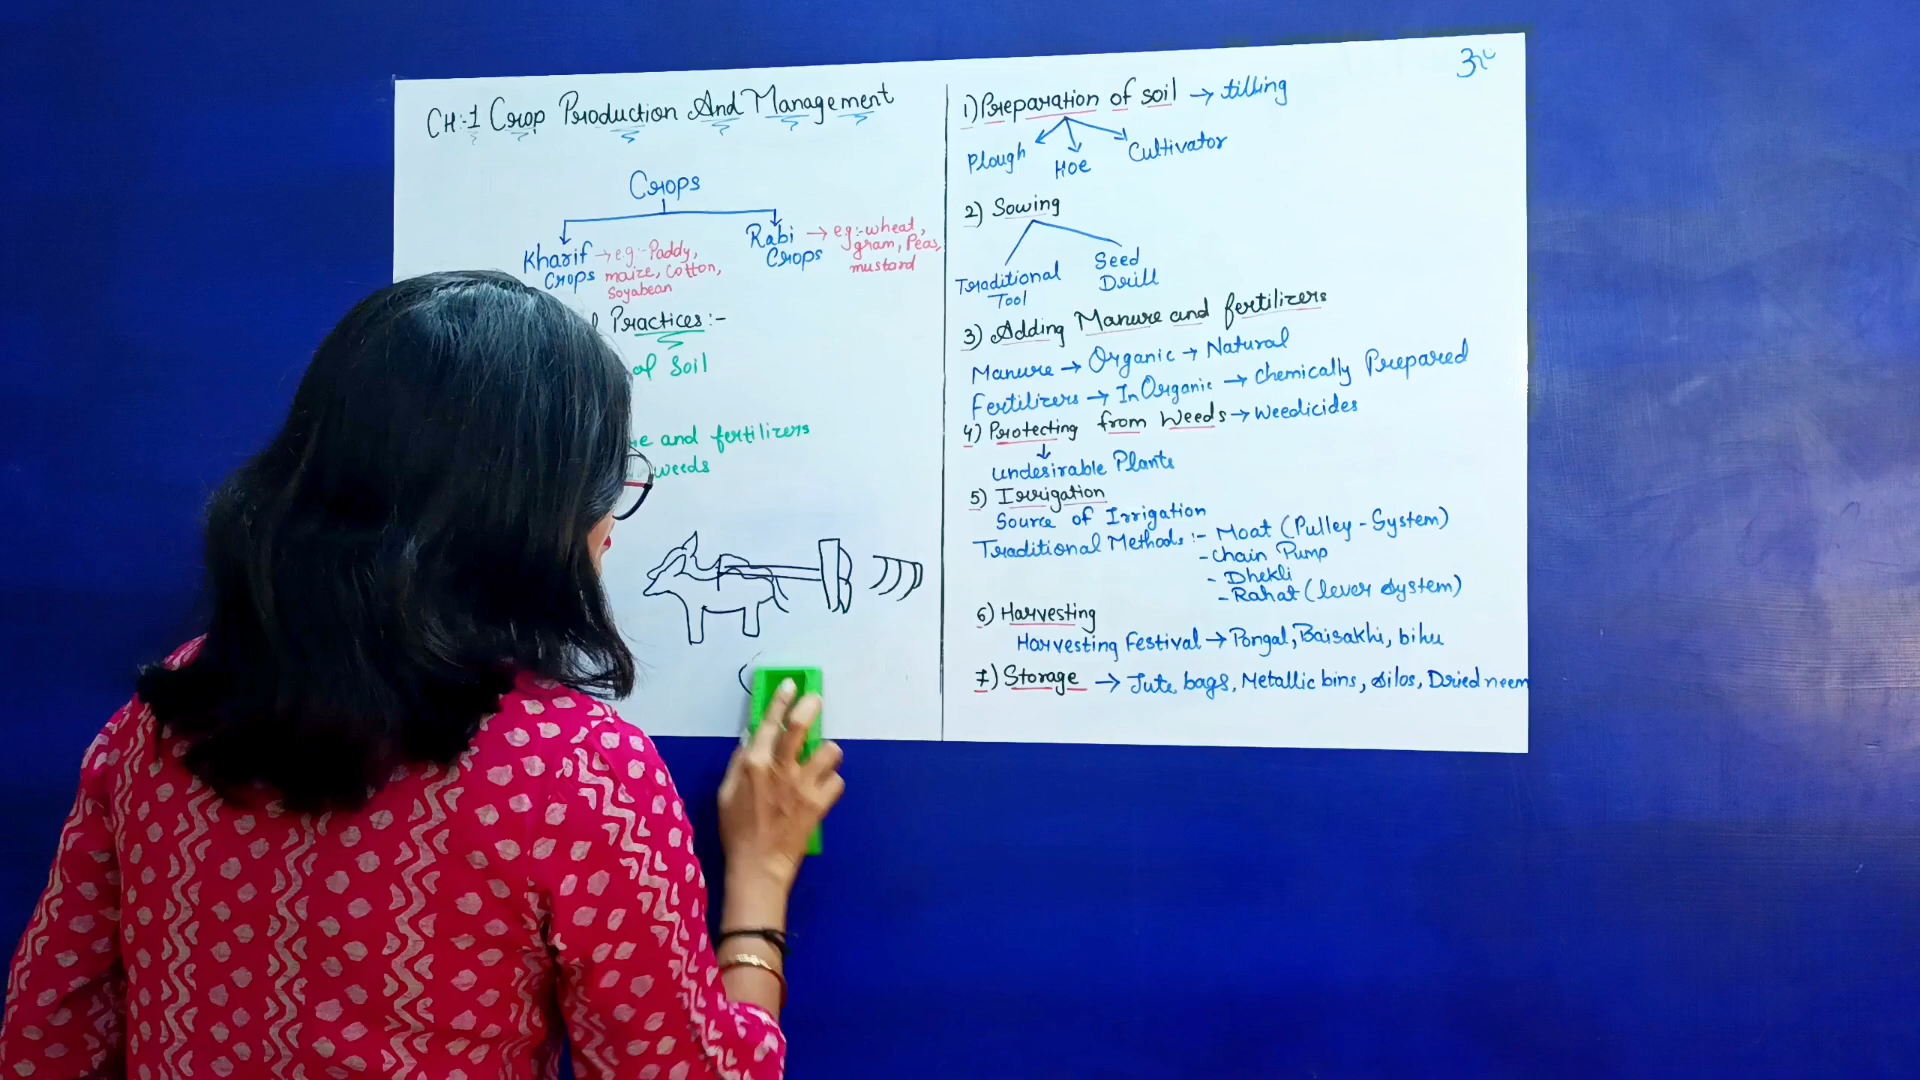 CH:-1 Crop Production And Management
Crops
Kharif Crops → e.g:- Paddy, maize, Cotton, Soyabean
Rabi Crops → eg:- wheat, gram, Peas, mustard
Practices:-
of Soil
and fertilizers
weeds
1) Preparation of soil → tilling
Plough
Hoe
Cultivator
2) Sowing
Traditional Tool
Seed Drill
3) Adding Manure and fertilizers
Manure → Organic → Natural
Fertilizers → InOrganic → Chemically Prepared
4) Protecting from Weeds → Weedicides
undesirable Plants
5) Irrigation
Source of Irrigation
Traditional Methods :- Moat (Pulley-System)
- Chain Pump
- Dhekli
- Rahat (lever system)
6) Harvesting
Harvesting Festival → Pongal, Baisakhi, bihu
7) Storage → Jute bags, Metallic bins, silos, Dried neem